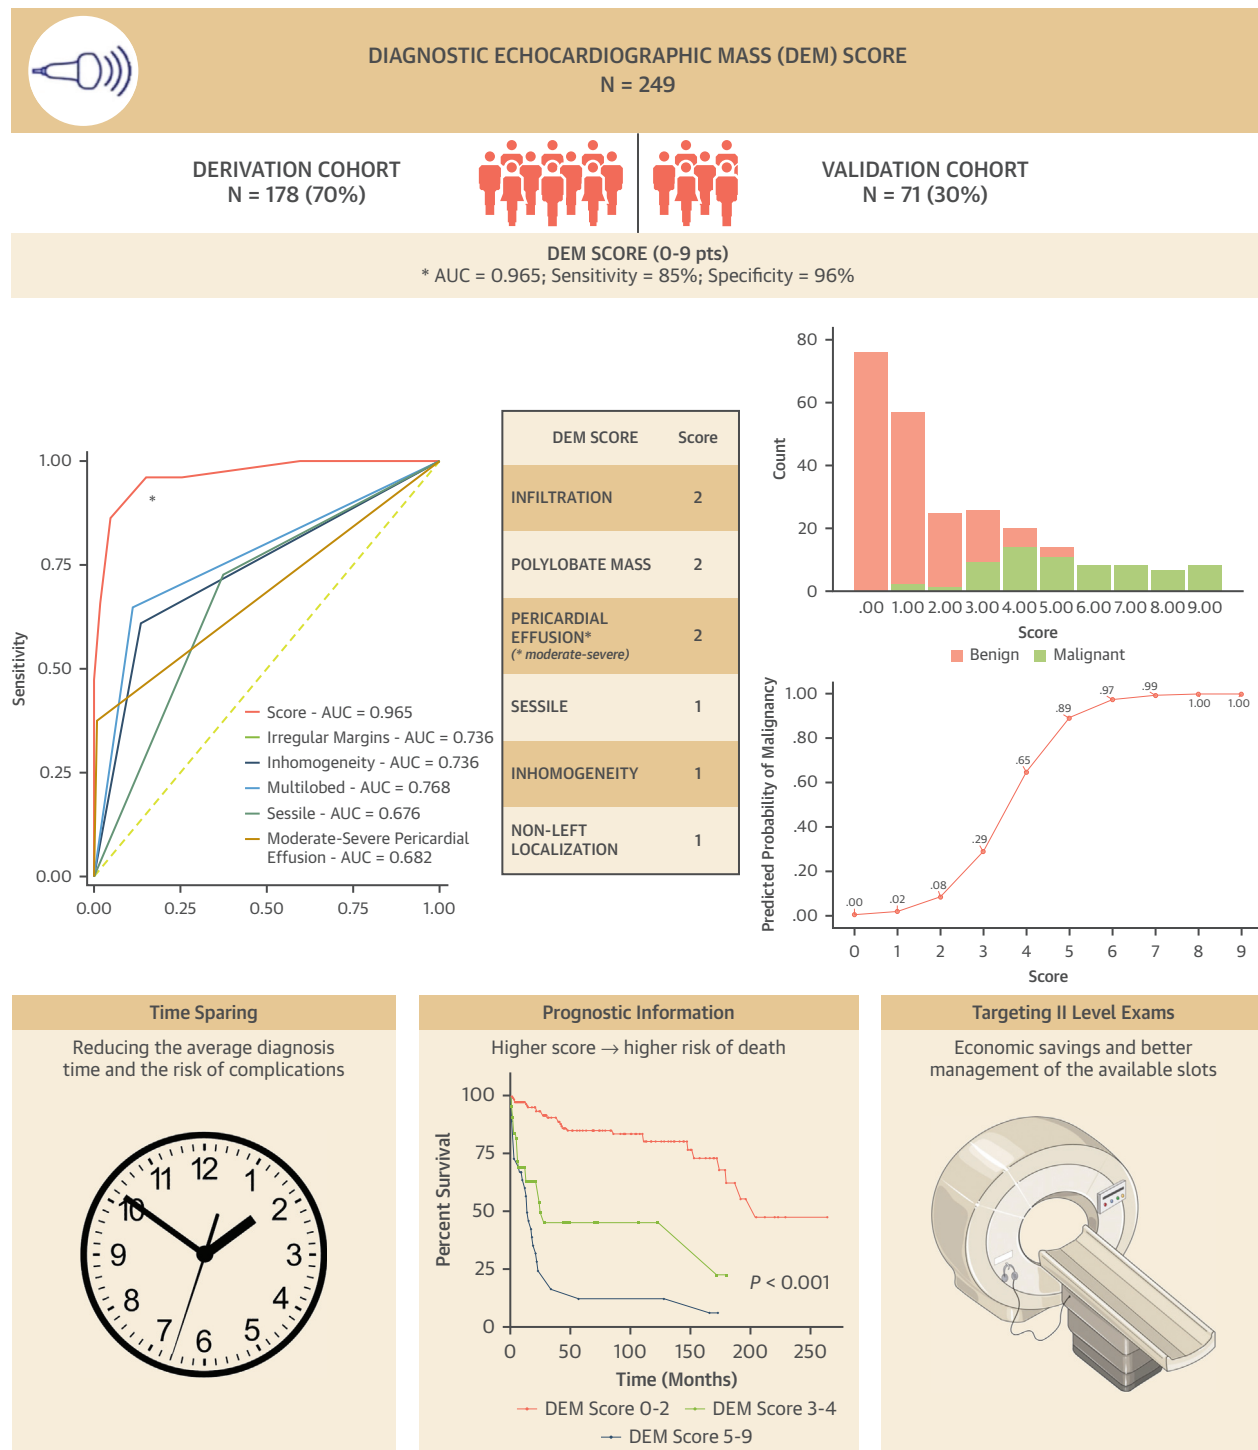 DIAGNOSTIC ECHOCARDIOGRAPHIC MASS (DEM) SCORE
N = 249
DERIVATION COHORT
N = 178 (70%)
VALIDATION COHORT
N = 71 (30%)
DEM SCORE (0-9 pts)
* AUC = 0.965; Sensitivity = 85%; Specificity = 96%
1.00
0.75
0.50
0.25
0.00
Sensitivity
*
Score - AUC = 0.965
Irregular Margins - AUC = 0.736
Inhomogeneity - AUC = 0.736
Multilobed - AUC = 0.768
Sessile - AUC = 0.676
Moderate-Severe Pericardial
Effusion - AUC = 0.682
0.00 0.25 0.50 0.75 1.00
DEM SCORE Score
INFILTRATION 2
POLYLOBATE MASS 2
PERICARDIAL
EFFUSION* 2
(* moderate-severe)
SESSILE 1
INHOMOGENEITY 1
NON-LEFT
LOCALIZATION 1
80
60
40
20
0
Count
.00 1.00 2.00 3.00 4.00 5.00 6.00 7.00 8.00 9.00
Score
Benign Malignant
1.00
.80
.60
.40
.20
.00
Predicted Probability of Malignancy
.00 .02 .08 .29 .65 .89 .97 .99 1.00 1.00
0 1 2 3 4 5 6 7 8 9
Score
Time Sparing
Reducing the average diagnosis
time and the risk of complications
12
1
2
3
4
5
6
7
8
9
10
11
Prognostic Information
Higher score → higher risk of death
100
75
50
25
0
Percent Survival
P < 0.001
0 50 100 150 200 250
Time (Months)
DEM Score 0-2 DEM Score 3-4
DEM Score 5-9
Targeting II Level Exams
Economic savings and better
management of the available slots